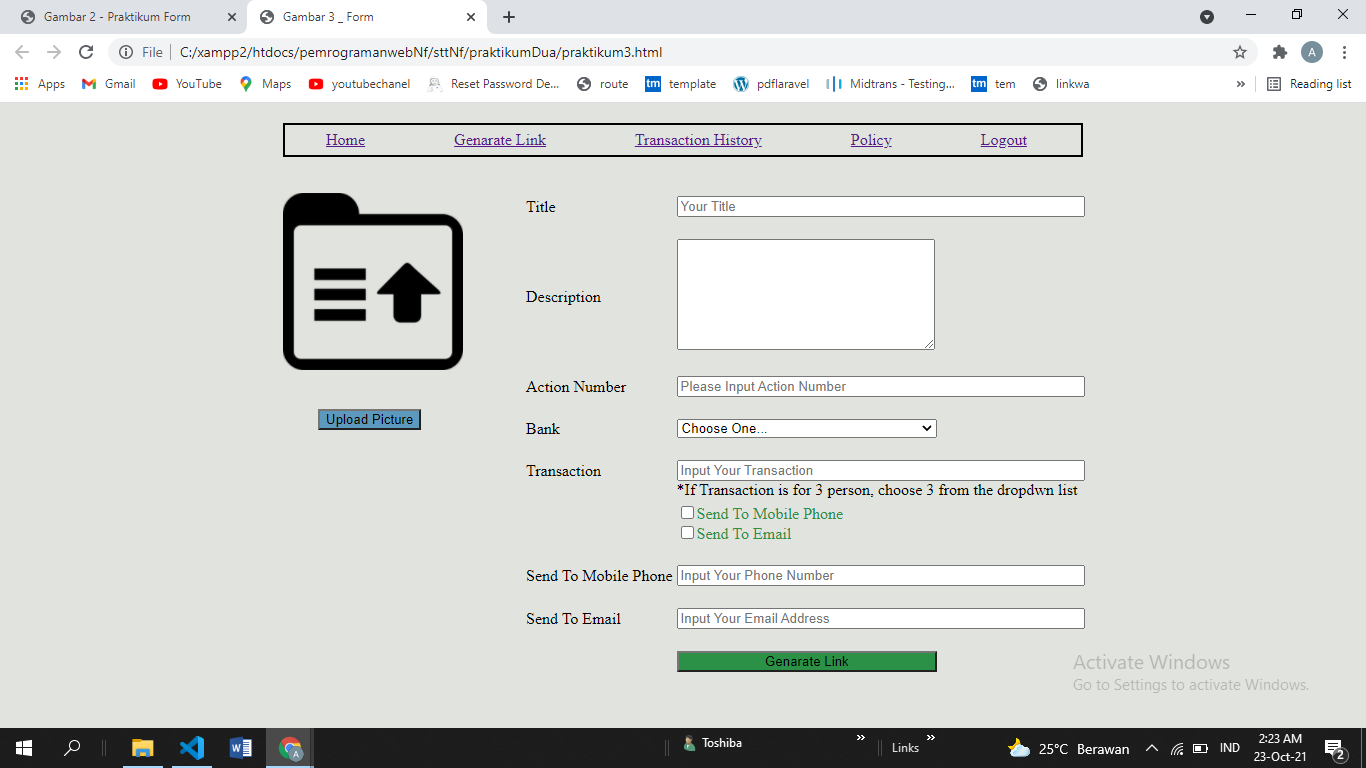 Gambar 2 - Praktikum Form
Gambar 3 _ Form
File
C:/xampp2/htdocs/pemrogramanwebNf/sttNf/praktikumDua/praktikum3.html
A
Apps
Gmail
YouTube
Maps
youtubechanel
Reset Password De...
route
tm template
pdflaravel
Midtrans - Testing...
tm tem
linkwa
»
Reading list
Home
Genarate Link
Transaction History
Policy
Logout
Title
Your Title
Description
Action Number
Please Input Action Number
Upload Picture
Bank
Choose One...
Transaction
Input Your Transaction
*If Transaction is for 3 person, choose 3 from the dropdwn list
Send To Mobile Phone
Send To Email
Send To Mobile Phone
Input Your Phone Number
Send To Email
Input Your Email Address
Genarate Link
Activate Windows
Go to Settings to activate Windows.
W
A
Toshiba
»
Links
»
25°C Berawan
IND
2:23 AM
23-Oct-21
2